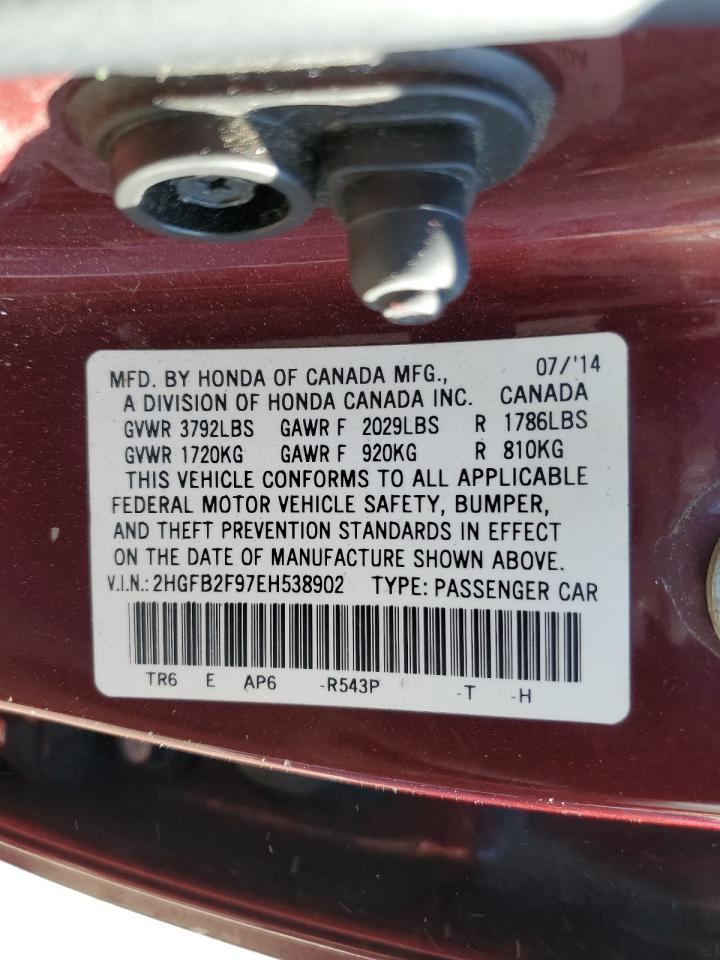 MFD. BY HONDA OF CANADA MFG., 07/'14
A DIVISION OF HONDA CANADA INC. CANADA
GVWR 3792LBS GAWR F 2029LBS R 1786LBS
GVWR 1720KG GAWR F 920KG R 810KG
THIS VEHICLE CONFORMS TO ALL APPLICABLE
FEDERAL MOTOR VEHICLE SAFETY, BUMPER,
AND THEFT PREVENTION STANDARDS IN EFFECT
ON THE DATE OF MANUFACTURE SHOWN ABOVE.
V.I.N.: 2HGFB2F97EH538902 TYPE: PASSENGER CAR
TR6 E AP6 -R543P -T -H